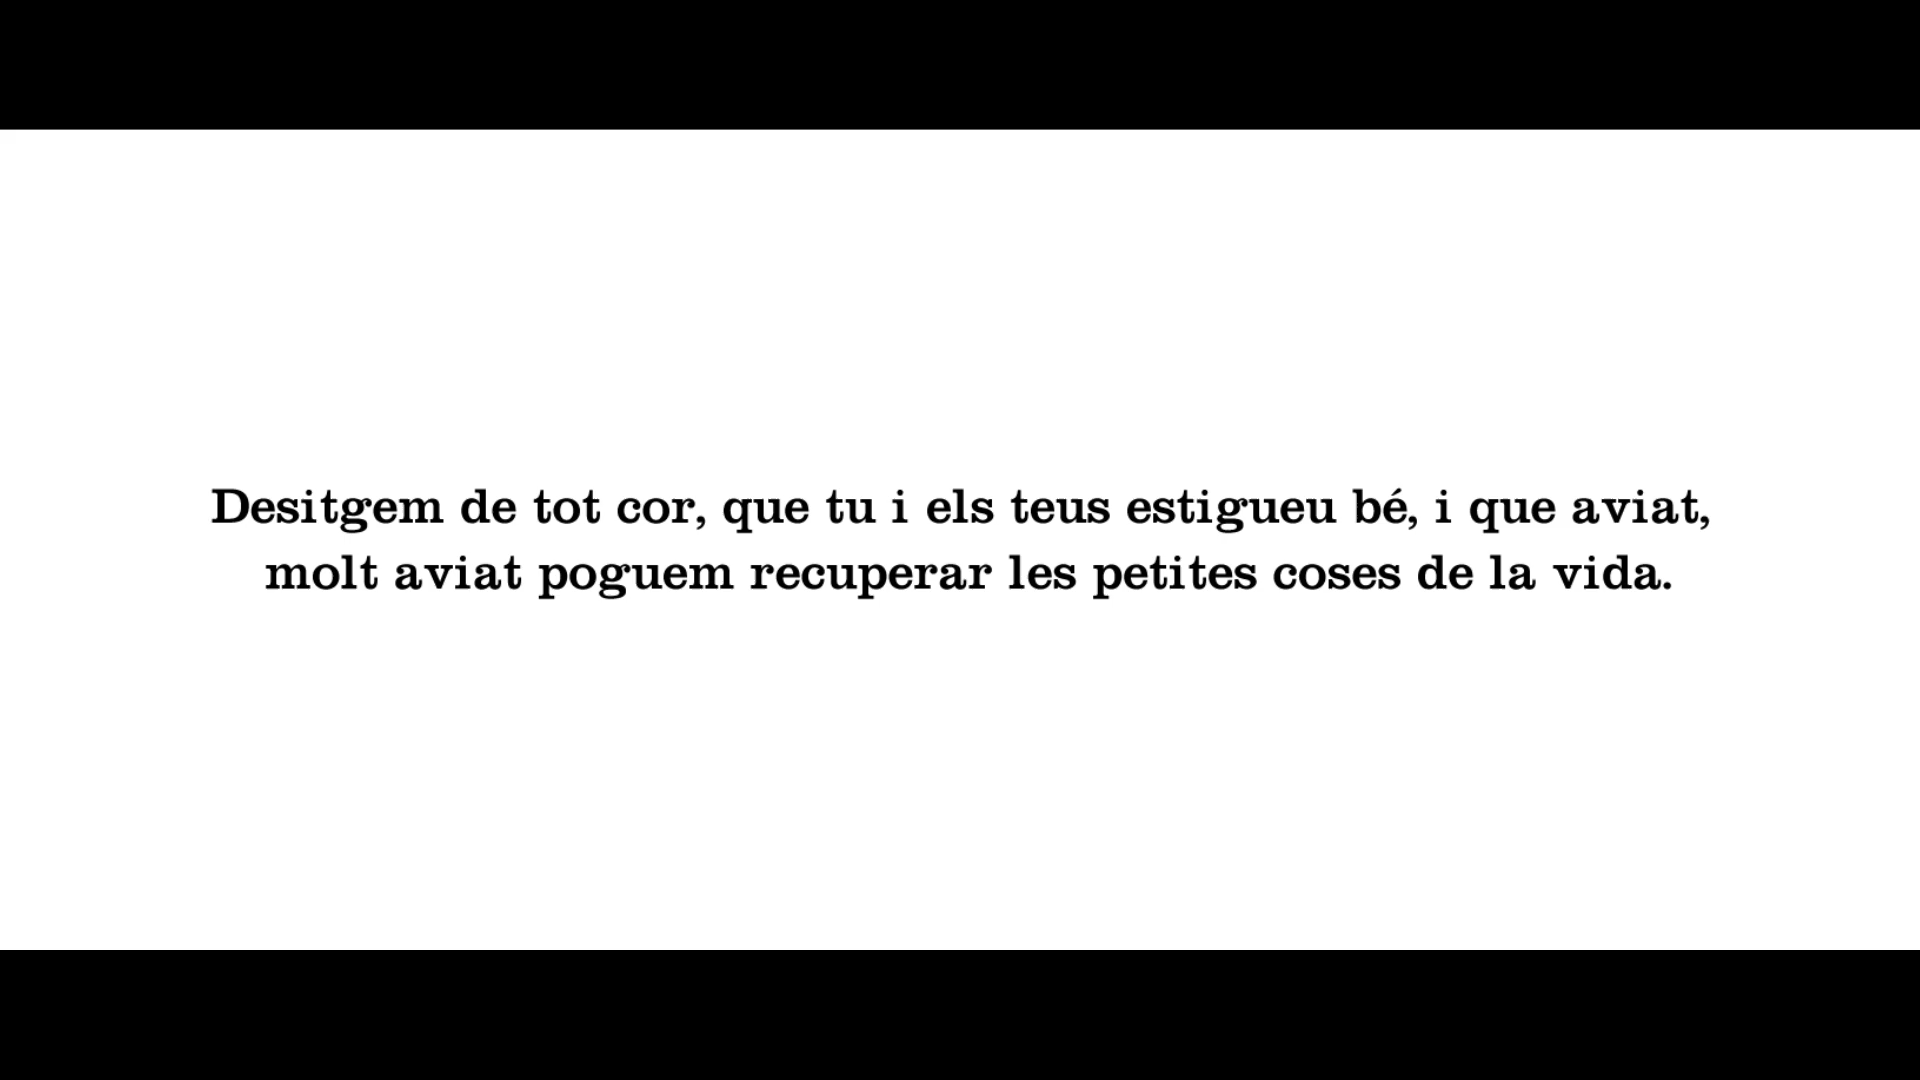 Desitgem de tot cor, que tu i els teus estigueu bé, i que aviat,
molt aviat poguem recuperar les petites coses de la vida.